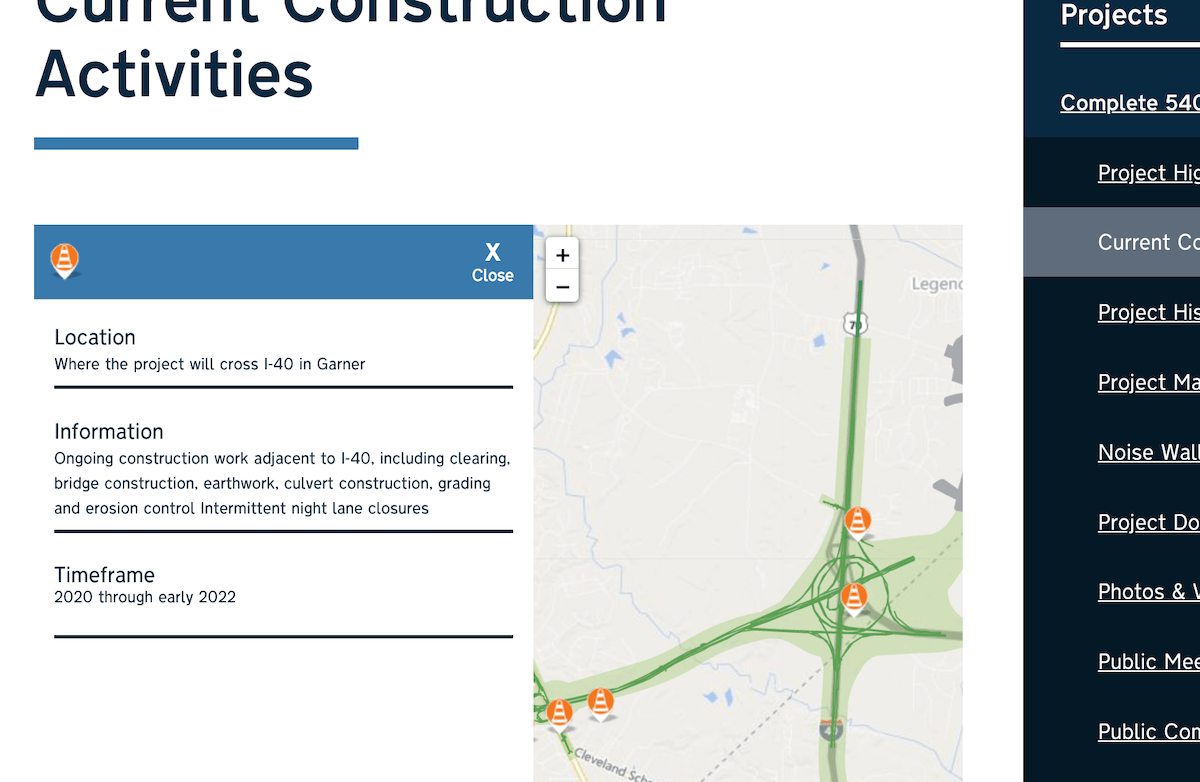 Current Construction
Activities
X
Close
Location
Where the project will cross I-40 in Garner
Information
Ongoing construction work adjacent to I-40, including clearing,
bridge construction, earthwork, culvert construction, grading
and erosion control Intermittent night lane closures
Timeframe
2020 through early 2022
+
−
Legend
70
40
Cleveland Scho
Projects
Complete 540
Project Hig
Current Co
Project His
Project Ma
Noise Wall
Project Do
Photos & V
Public Mee
Public Com